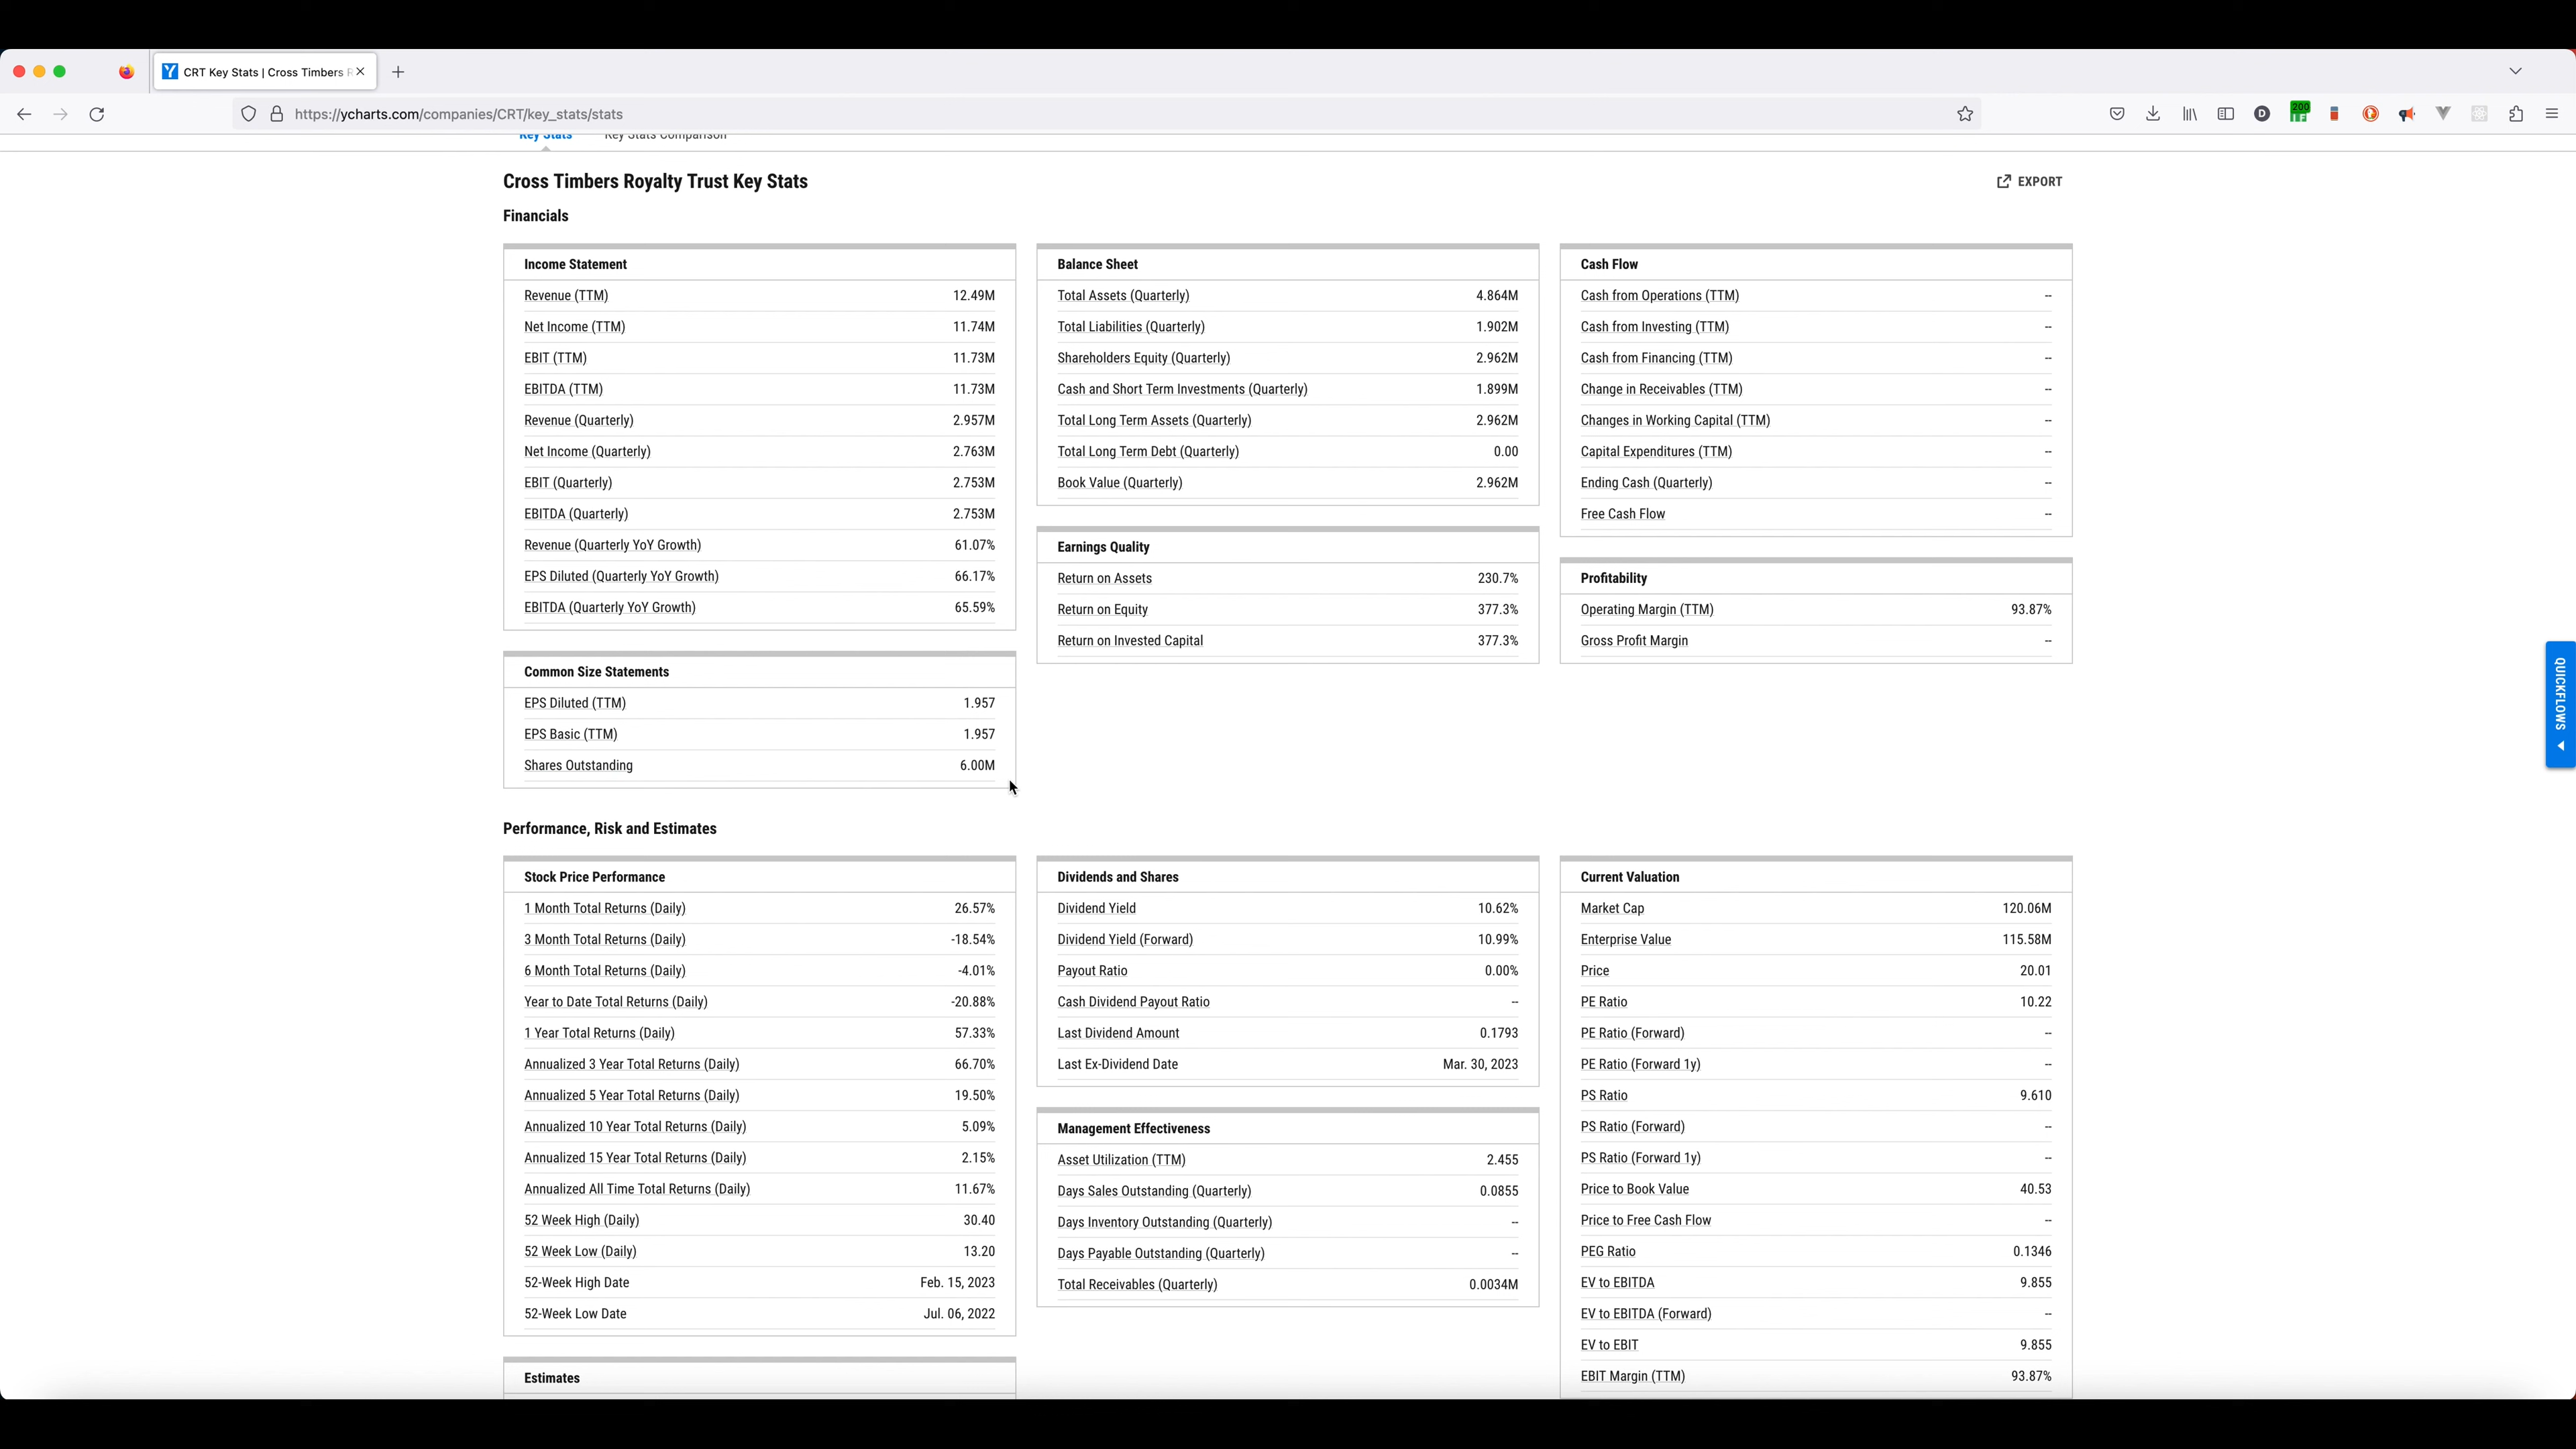 CRT Key Stats | Cross Timbers R
https://ycharts.com/companies/CRT/key_stats/stats
200
Key Stats Key Stats Comparison
Cross Timbers Royalty Trust Key Stats
EXPORT
Financials
Income Statement
Revenue (TTM) 12.49M
Net Income (TTM) 11.74M
EBIT (TTM) 11.73M
EBITDA (TTM) 11.73M
Revenue (Quarterly) 2.957M
Net Income (Quarterly) 2.763M
EBIT (Quarterly) 2.753M
EBITDA (Quarterly) 2.753M
Revenue (Quarterly YoY Growth) 61.07%
EPS Diluted (Quarterly YoY Growth) 66.17%
EBITDA (Quarterly YoY Growth) 65.59%
Common Size Statements
EPS Diluted (TTM) 1.957
EPS Basic (TTM) 1.957
Shares Outstanding 6.00M
Balance Sheet
Total Assets (Quarterly) 4.864M
Total Liabilities (Quarterly) 1.902M
Shareholders Equity (Quarterly) 2.962M
Cash and Short Term Investments (Quarterly) 1.899M
Total Long Term Assets (Quarterly) 2.962M
Total Long Term Debt (Quarterly) 0.00
Book Value (Quarterly) 2.962M
Earnings Quality
Return on Assets 230.7%
Return on Equity 377.3%
Return on Invested Capital 377.3%
Cash Flow
Cash from Operations (TTM) --
Cash from Investing (TTM) --
Cash from Financing (TTM) --
Change in Receivables (TTM) --
Changes in Working Capital (TTM) --
Capital Expenditures (TTM) --
Ending Cash (Quarterly) --
Free Cash Flow --
Profitability
Operating Margin (TTM) 93.87%
Gross Profit Margin --
QUICKFLOWS
Performance, Risk and Estimates
Stock Price Performance
1 Month Total Returns (Daily) 26.57%
3 Month Total Returns (Daily) -18.54%
6 Month Total Returns (Daily) -4.01%
Year to Date Total Returns (Daily) -20.88%
1 Year Total Returns (Daily) 57.33%
Annualized 3 Year Total Returns (Daily) 66.70%
Annualized 5 Year Total Returns (Daily) 19.50%
Annualized 10 Year Total Returns (Daily) 5.09%
Annualized 15 Year Total Returns (Daily) 2.15%
Annualized All Time Total Returns (Daily) 11.67%
52 Week High (Daily) 30.40
52 Week Low (Daily) 13.20
52-Week High Date Feb. 15, 2023
52-Week Low Date Jul. 06, 2022
Estimates
Dividends and Shares
Dividend Yield 10.62%
Dividend Yield (Forward) 10.99%
Payout Ratio 0.00%
Cash Dividend Payout Ratio --
Last Dividend Amount 0.1793
Last Ex-Dividend Date Mar. 30, 2023
Management Effectiveness
Asset Utilization (TTM) 2.455
Days Sales Outstanding (Quarterly) 0.0855
Days Inventory Outstanding (Quarterly) --
Days Payable Outstanding (Quarterly) --
Total Receivables (Quarterly) 0.0034M
Current Valuation
Market Cap 120.06M
Enterprise Value 115.58M
Price 20.01
PE Ratio 10.22
PE Ratio (Forward) --
PE Ratio (Forward 1y) --
PS Ratio 9.610
PS Ratio (Forward) --
PS Ratio (Forward 1y) --
Price to Book Value 40.53
Price to Free Cash Flow --
PEG Ratio 0.1346
EV to EBITDA 9.855
EV to EBITDA (Forward) --
EV to EBIT 9.855
EBIT Margin (TTM) 93.87%